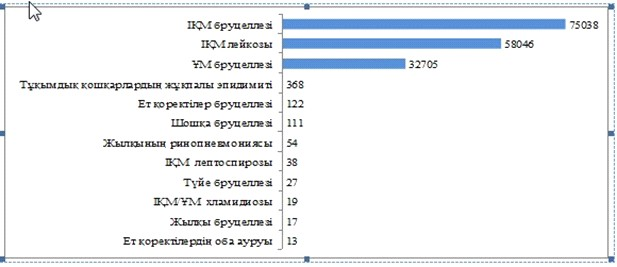 ІҚМ бруцеллезі 75038
ІҚМ лейкозы 58046
ҰМ бруцеллезі 32705
Тұқымдық қошқарлардың жұқпалы эпидимиті 368
Ет қоректілер бруцеллезі 122
Шошқа бруцеллезі 111
Жылқының ринопневмониясы 54
ІҚМ лептоспирозы 38
Түйе бруцеллезі 27
ІҚМ/ҰМ хламидиозы 19
Жылқы бруцеллезі 17
Ет қоректілердің оба ауруы 13